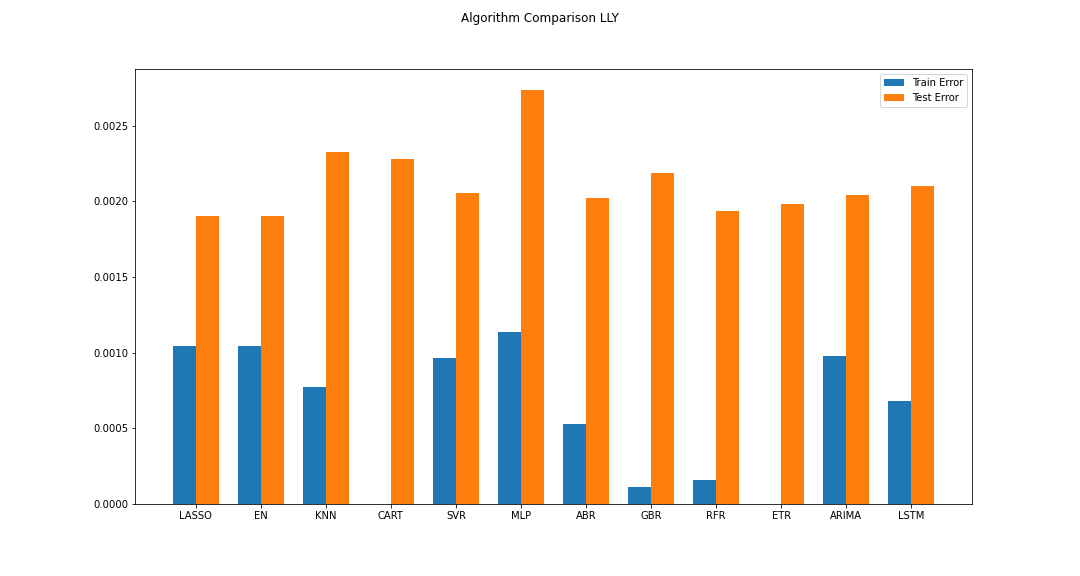 Algorithm Comparison LLY
Train Error
Test Error
0.0025
0.0020
0.0015
0.0010
0.0005
0.0000
LASSO EN KNN CART SVR MLP ABR GBR RFR ETR ARIMA LSTM